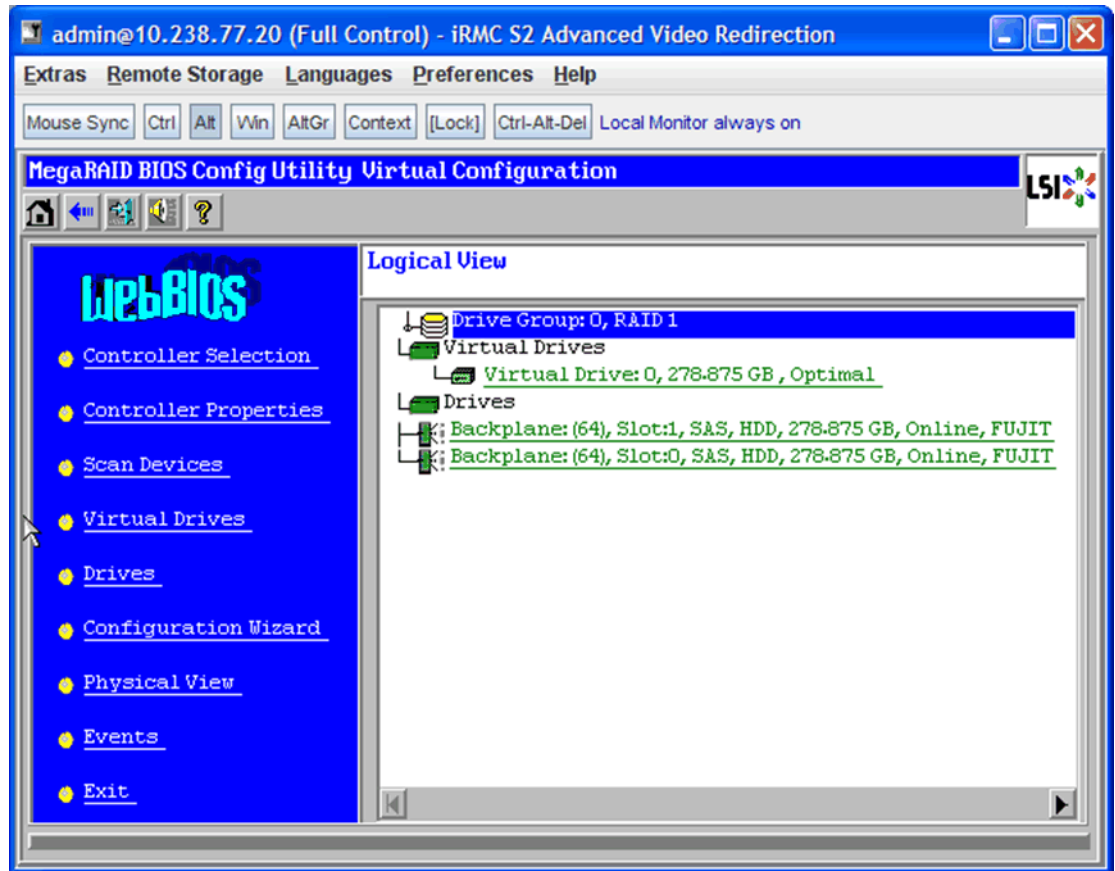 admin@10.238.77.20 (Full Control) - iRMC S2 Advanced Video Redirection
Extras Remote Storage Languages Preferences Help
Mouse Sync Ctrl Alt Win AltGr Context [Lock] Ctrl-Alt-Del Local Monitor always on
MegaRAID BIOS Config Utility Virtual Configuration
LSI
?
WebBIOS
Controller Selection
Controller Properties
Scan Devices
Virtual Drives
Drives
Configuration Wizard
Physical View
Events
Exit
Logical View
Drive Group: 0, RAID 1
Virtual Drives
Virtual Drive: 0, 278.875 GB , Optimal
Drives
Backplane: (64), Slot:1, SAS, HDD, 278.875 GB, Online, FUJIT
Backplane: (64), Slot:0, SAS, HDD, 278.875 GB, Online, FUJIT